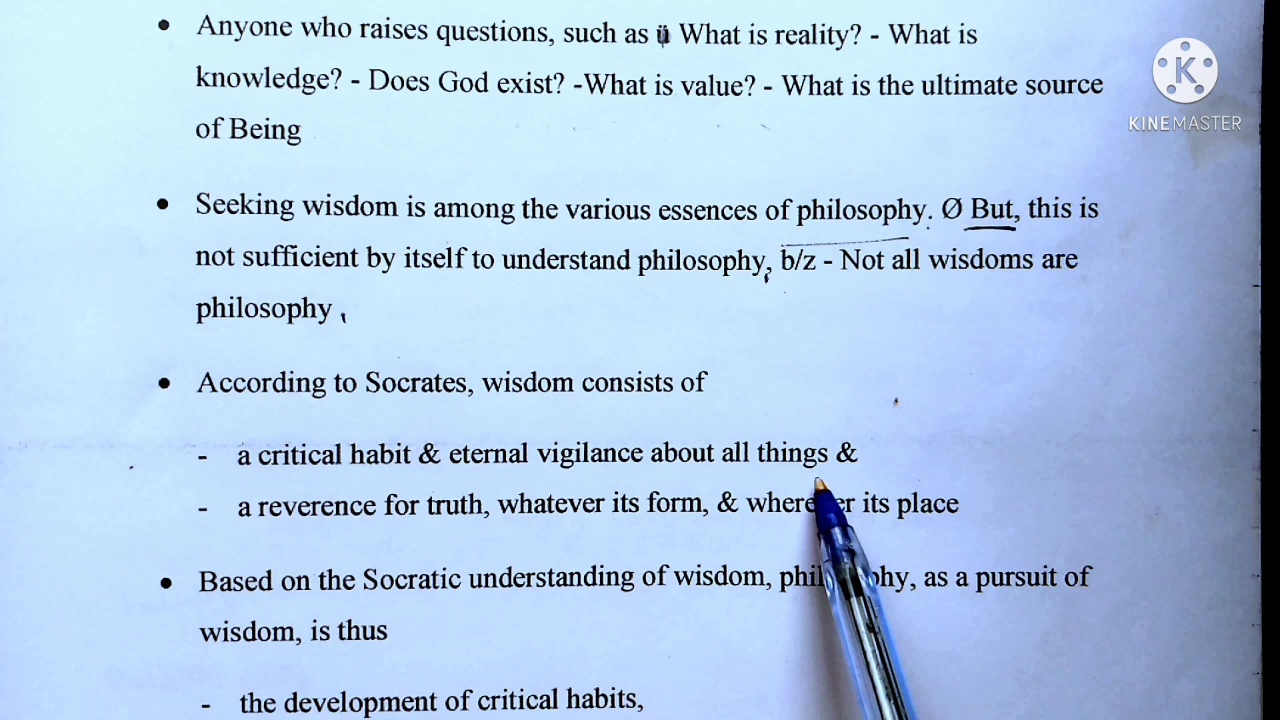 • Anyone who raises questions, such as ü What is reality? - What is
knowledge? - Does God exist? -What is value? - What is the ultimate source
of Being
• Seeking wisdom is among the various essences of philosophy. Ø But, this is
not sufficient by itself to understand philosophy, b/z - Not all wisdoms are
philosophy
• According to Socrates, wisdom consists of
- a critical habit & eternal vigilance about all things &
- a reverence for truth, whatever its form, & wherever its place
• Based on the Socratic understanding of wisdom, philosophy, as a pursuit of
wisdom, is thus
- the development of critical habits,
K
KINEMASTER